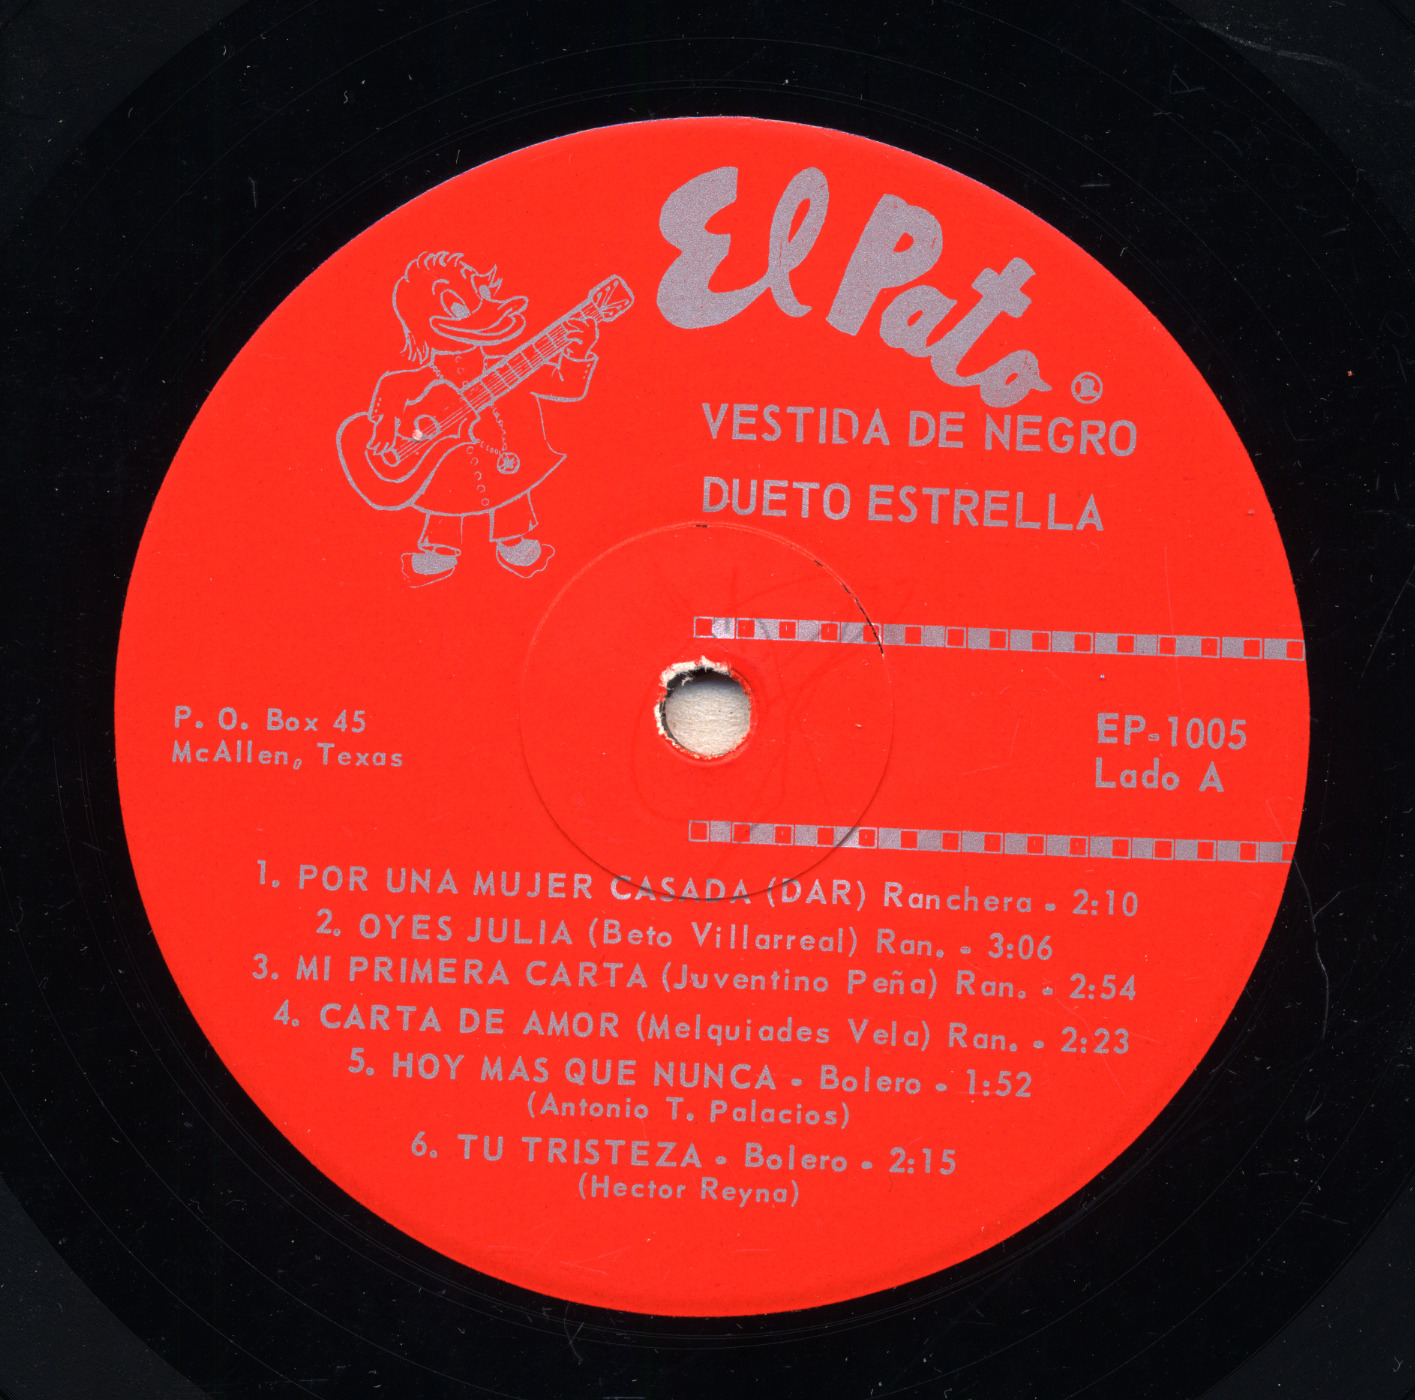 El Pato ®
VESTIDA DE NEGRO
DUETO ESTRELLA
P. O. Box 45
McAllen, Texas
EP-1005
Lado A
1. POR UNA MUJER CASADA (DAR) Ranchera - 2:10
2. OYES JULIA (Beto Villarreal) Ran. - 3:06
3. MI PRIMERA CARTA (Juventino Peña) Ran. - 2:54
4. CARTA DE AMOR (Melquiades Vela) Ran. - 2:23
5. HOY MAS QUE NUNCA - Bolero - 1:52
(Antonio T. Palacios)
6. TU TRISTEZA - Bolero - 2:15
(Hector Reyna)